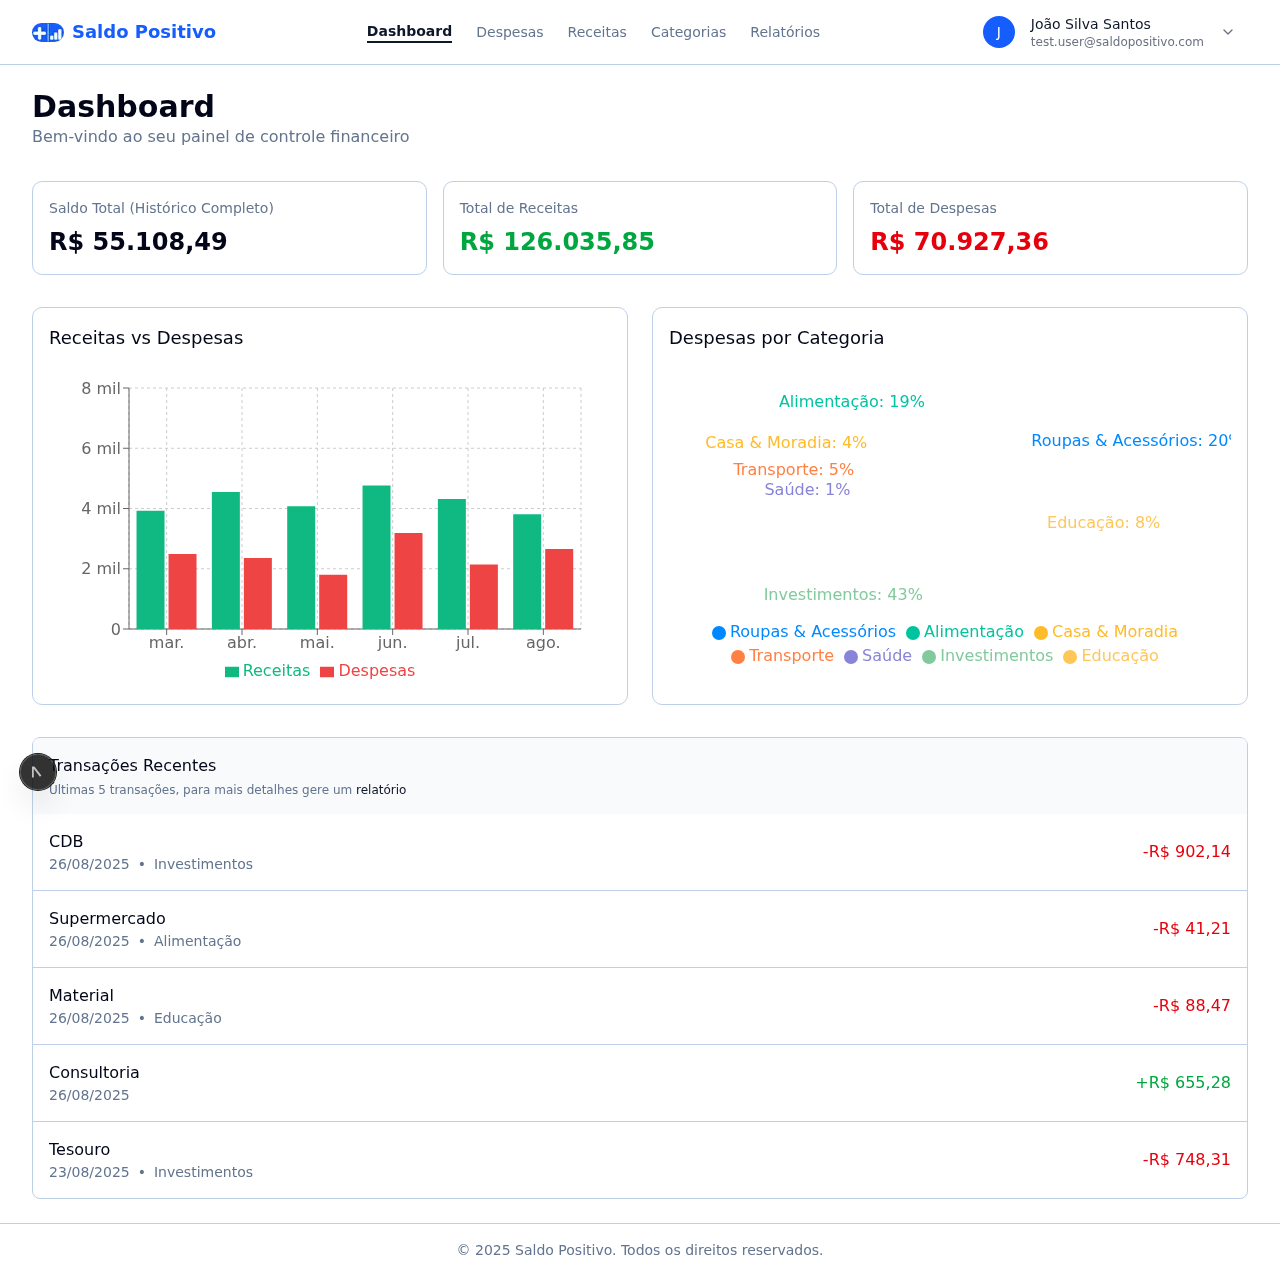 Saldo Positivo
Dashboard Despesas Receitas Categorias Relatórios
João Silva Santos
test.user@saldopositivo.com
J
Dashboard
Bem-vindo ao seu painel de controle financeiro
Saldo Total (Histórico Completo)
R$ 55.108,49
Total de Receitas
R$ 126.035,85
Total de Despesas
R$ 70.927,36
Receitas vs Despesas
8 mil
6 mil
4 mil
2 mil
0
mar. abr. mai. jun. jul. ago.
Receitas Despesas
Despesas por Categoria
Alimentação: 19%
Casa & Moradia: 4%
Roupas & Acessórios: 20
Transporte: 5%
Saúde: 1%
Educação: 8%
Investimentos: 43%
Roupas & Acessórios Alimentação Casa & Moradia
Transporte Saúde Investimentos Educação
Transações Recentes
Últimas 5 transações, para mais detalhes gere um relatório
CDB
26/08/2025 • Investimentos
-R$ 902,14
Supermercado
26/08/2025 • Alimentação
-R$ 41,21
Material
26/08/2025 • Educação
-R$ 88,47
Consultoria
26/08/2025
+R$ 655,28
Tesouro
23/08/2025 • Investimentos
-R$ 748,31
© 2025 Saldo Positivo. Todos os direitos reservados.